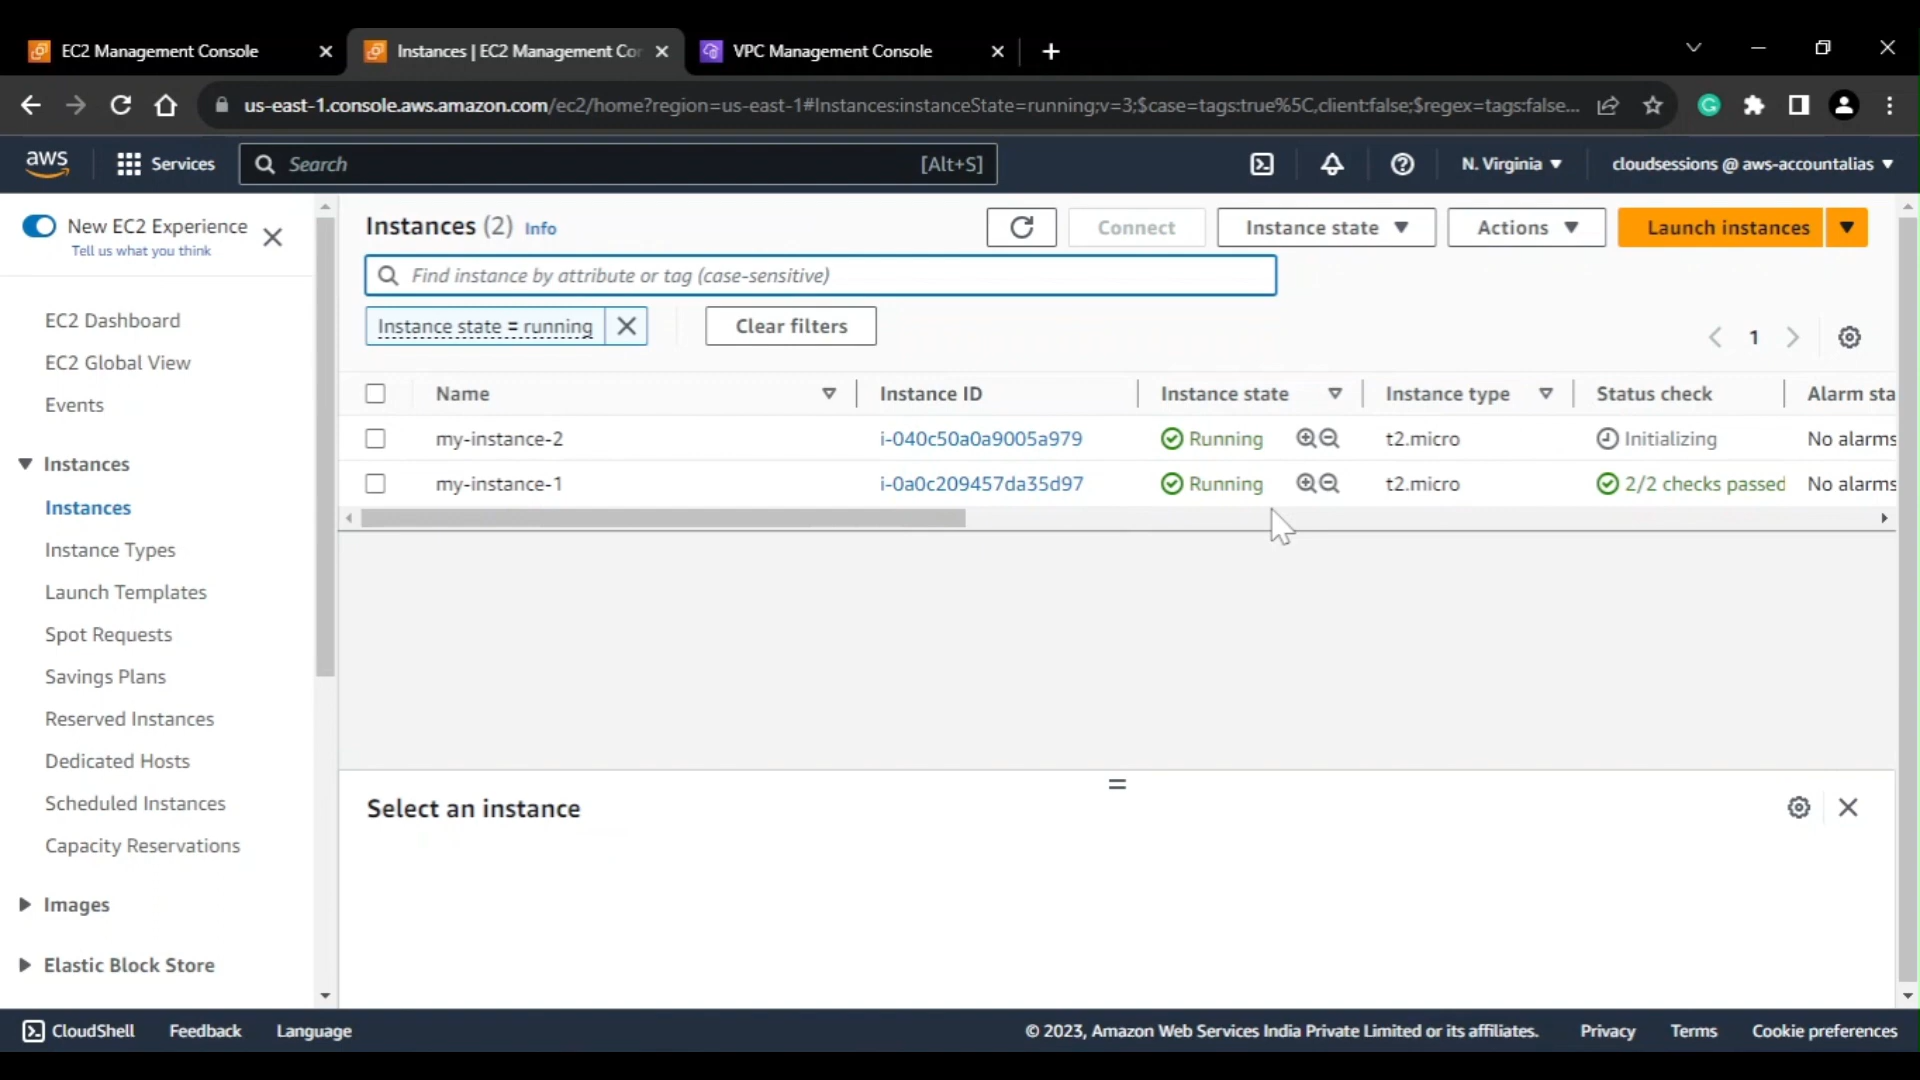 EC2 Management Console
Instances | EC2 Management Cor
VPC Management Console
us-east-1.console.aws.amazon.com/ec2/home?region=us-east-1#Instances:instanceState=running;v=3;$case=tags:true%5C,client:false;$regex=tags:false...
aws
Services
Search
[Alt+S]
N. Virginia
cloudsessions @ aws-accountalias
New EC2 Experience
Tell us what you think
EC2 Dashboard
EC2 Global View
Events
Instances
Instances
Instance Types
Launch Templates
Spot Requests
Savings Plans
Reserved Instances
Dedicated Hosts
Scheduled Instances
Capacity Reservations
Images
Elastic Block Store
Instances (2) Info
Connect
Instance state
Actions
Launch instances
Find instance by attribute or tag (case-sensitive)
Instance state = running
Clear filters
1
Name Instance ID Instance state Instance type Status check Alarm sta
my-instance-2 i-040c50a0a9005a979 Running t2.micro Initializing No alarms
my-instance-1 i-0a0c209457da35d97 Running t2.micro 2/2 checks passed No alarms
Select an instance
CloudShell Feedback Language
© 2023, Amazon Web Services India Private Limited or its affiliates. Privacy Terms Cookie preferences